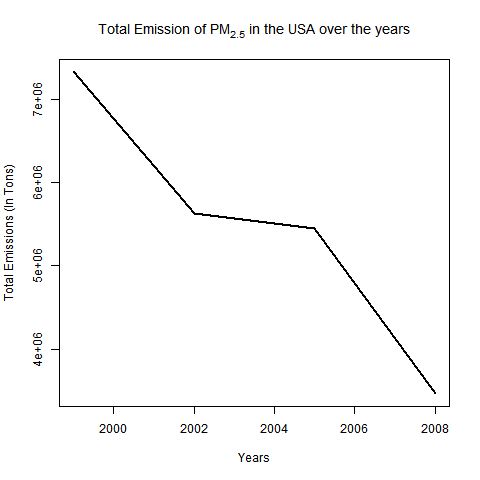 Total Emission of PM2.5 in the USA over the years
Total Emissions (In Tons)
7e+06
6e+06
5e+06
4e+06
2000 2002 2004 2006 2008
Years